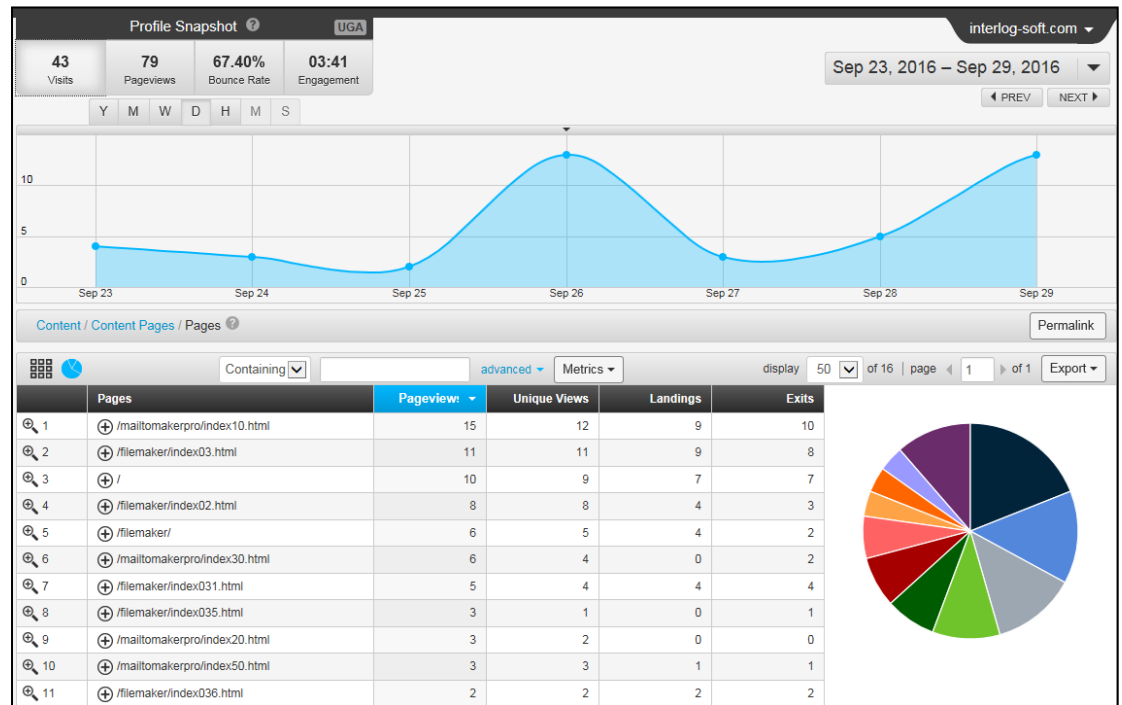 Profile Snapshot ? UGA
interlog-soft.com
43 79 67.40% 03:41
Visits Pageviews Bounce Rate Engagement
Sep 23, 2016 – Sep 29, 2016
PREV NEXT
Y M W D H M S
10
5
0
Sep 23 Sep 24 Sep 25 Sep 26 Sep 27 Sep 28 Sep 29
Content / Content Pages / Pages ? Permalink
Containing advanced Metrics display 50 of 16 | page 1 of 1 Export
Pages Pageviews Unique Views Landings Exits
1 /mailtomakerpro/index10.html 15 12 9 10
2 /filemaker/index03.html 11 11 9 8
3 / 10 9 7 7
4 /filemaker/index02.html 8 8 4 3
5 /filemaker/ 6 5 4 2
6 /mailtomakerpro/index30.html 6 4 0 2
7 /filemaker/index031.html 5 4 4 4
8 /filemaker/index035.html 3 1 0 1
9 /mailtomakerpro/index20.html 3 2 0 0
10 /mailtomakerpro/index50.html 3 3 1 1
11 /filemaker/index036.html 2 2 2 2